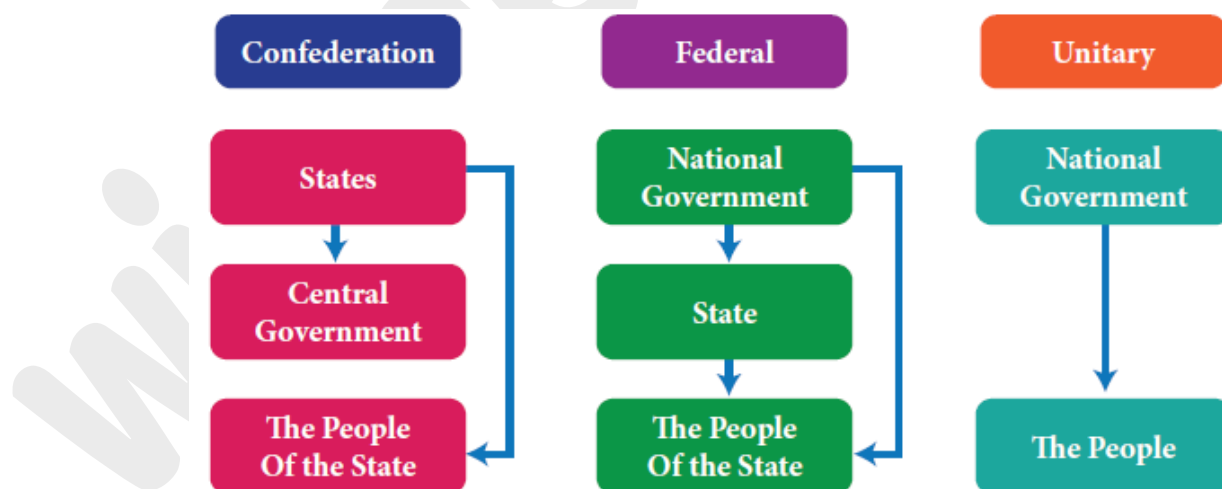 Confederation
Federal
Unitary
States
National
Government
National
Government
Central
Government
State
The People
Of the State
The People
Of the State
The People